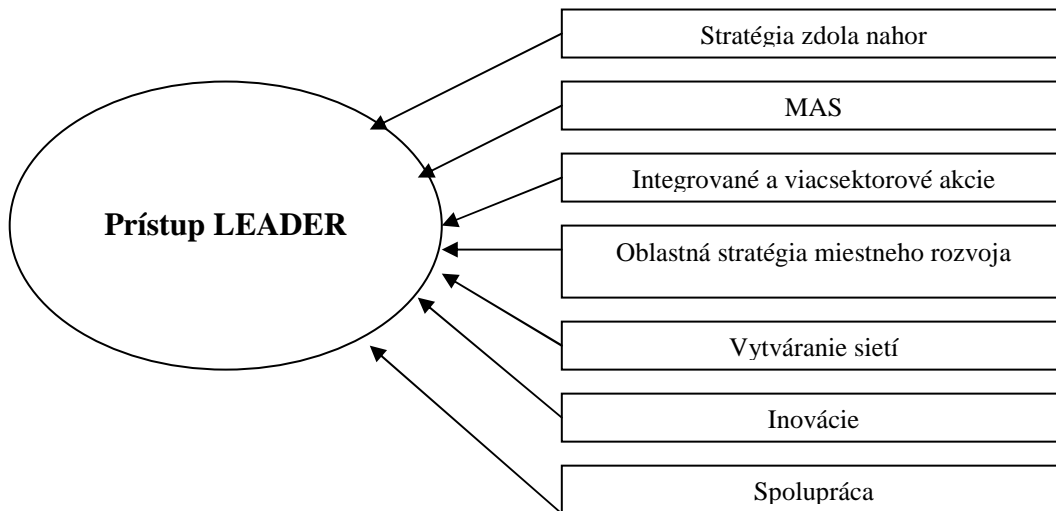 Stratégia zdola nahor
MAS
Integrované a viacsektorové akcie
Prístup LEADER
Oblastná stratégia miestneho rozvoja
Vytváranie sietí
Inovácie
Spolupráca